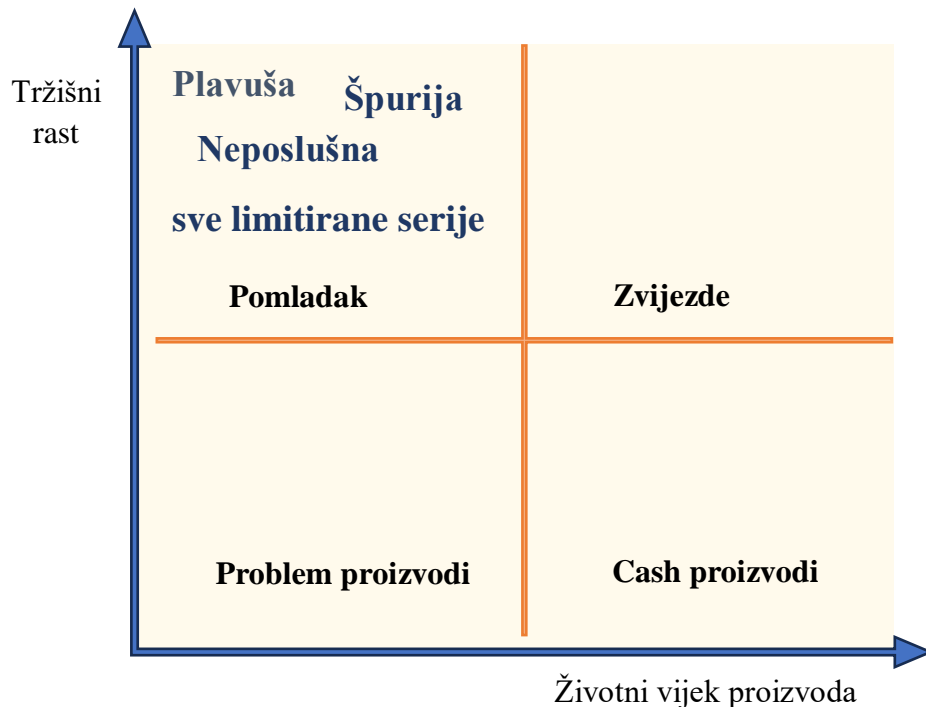 Tržišni
rast
Plavuša
Špurija
Neposlušna
sve limitirane serije
Pomladak
Zvijezde
Problem proizvodi
Cash proizvodi
Životni vijek proizvoda